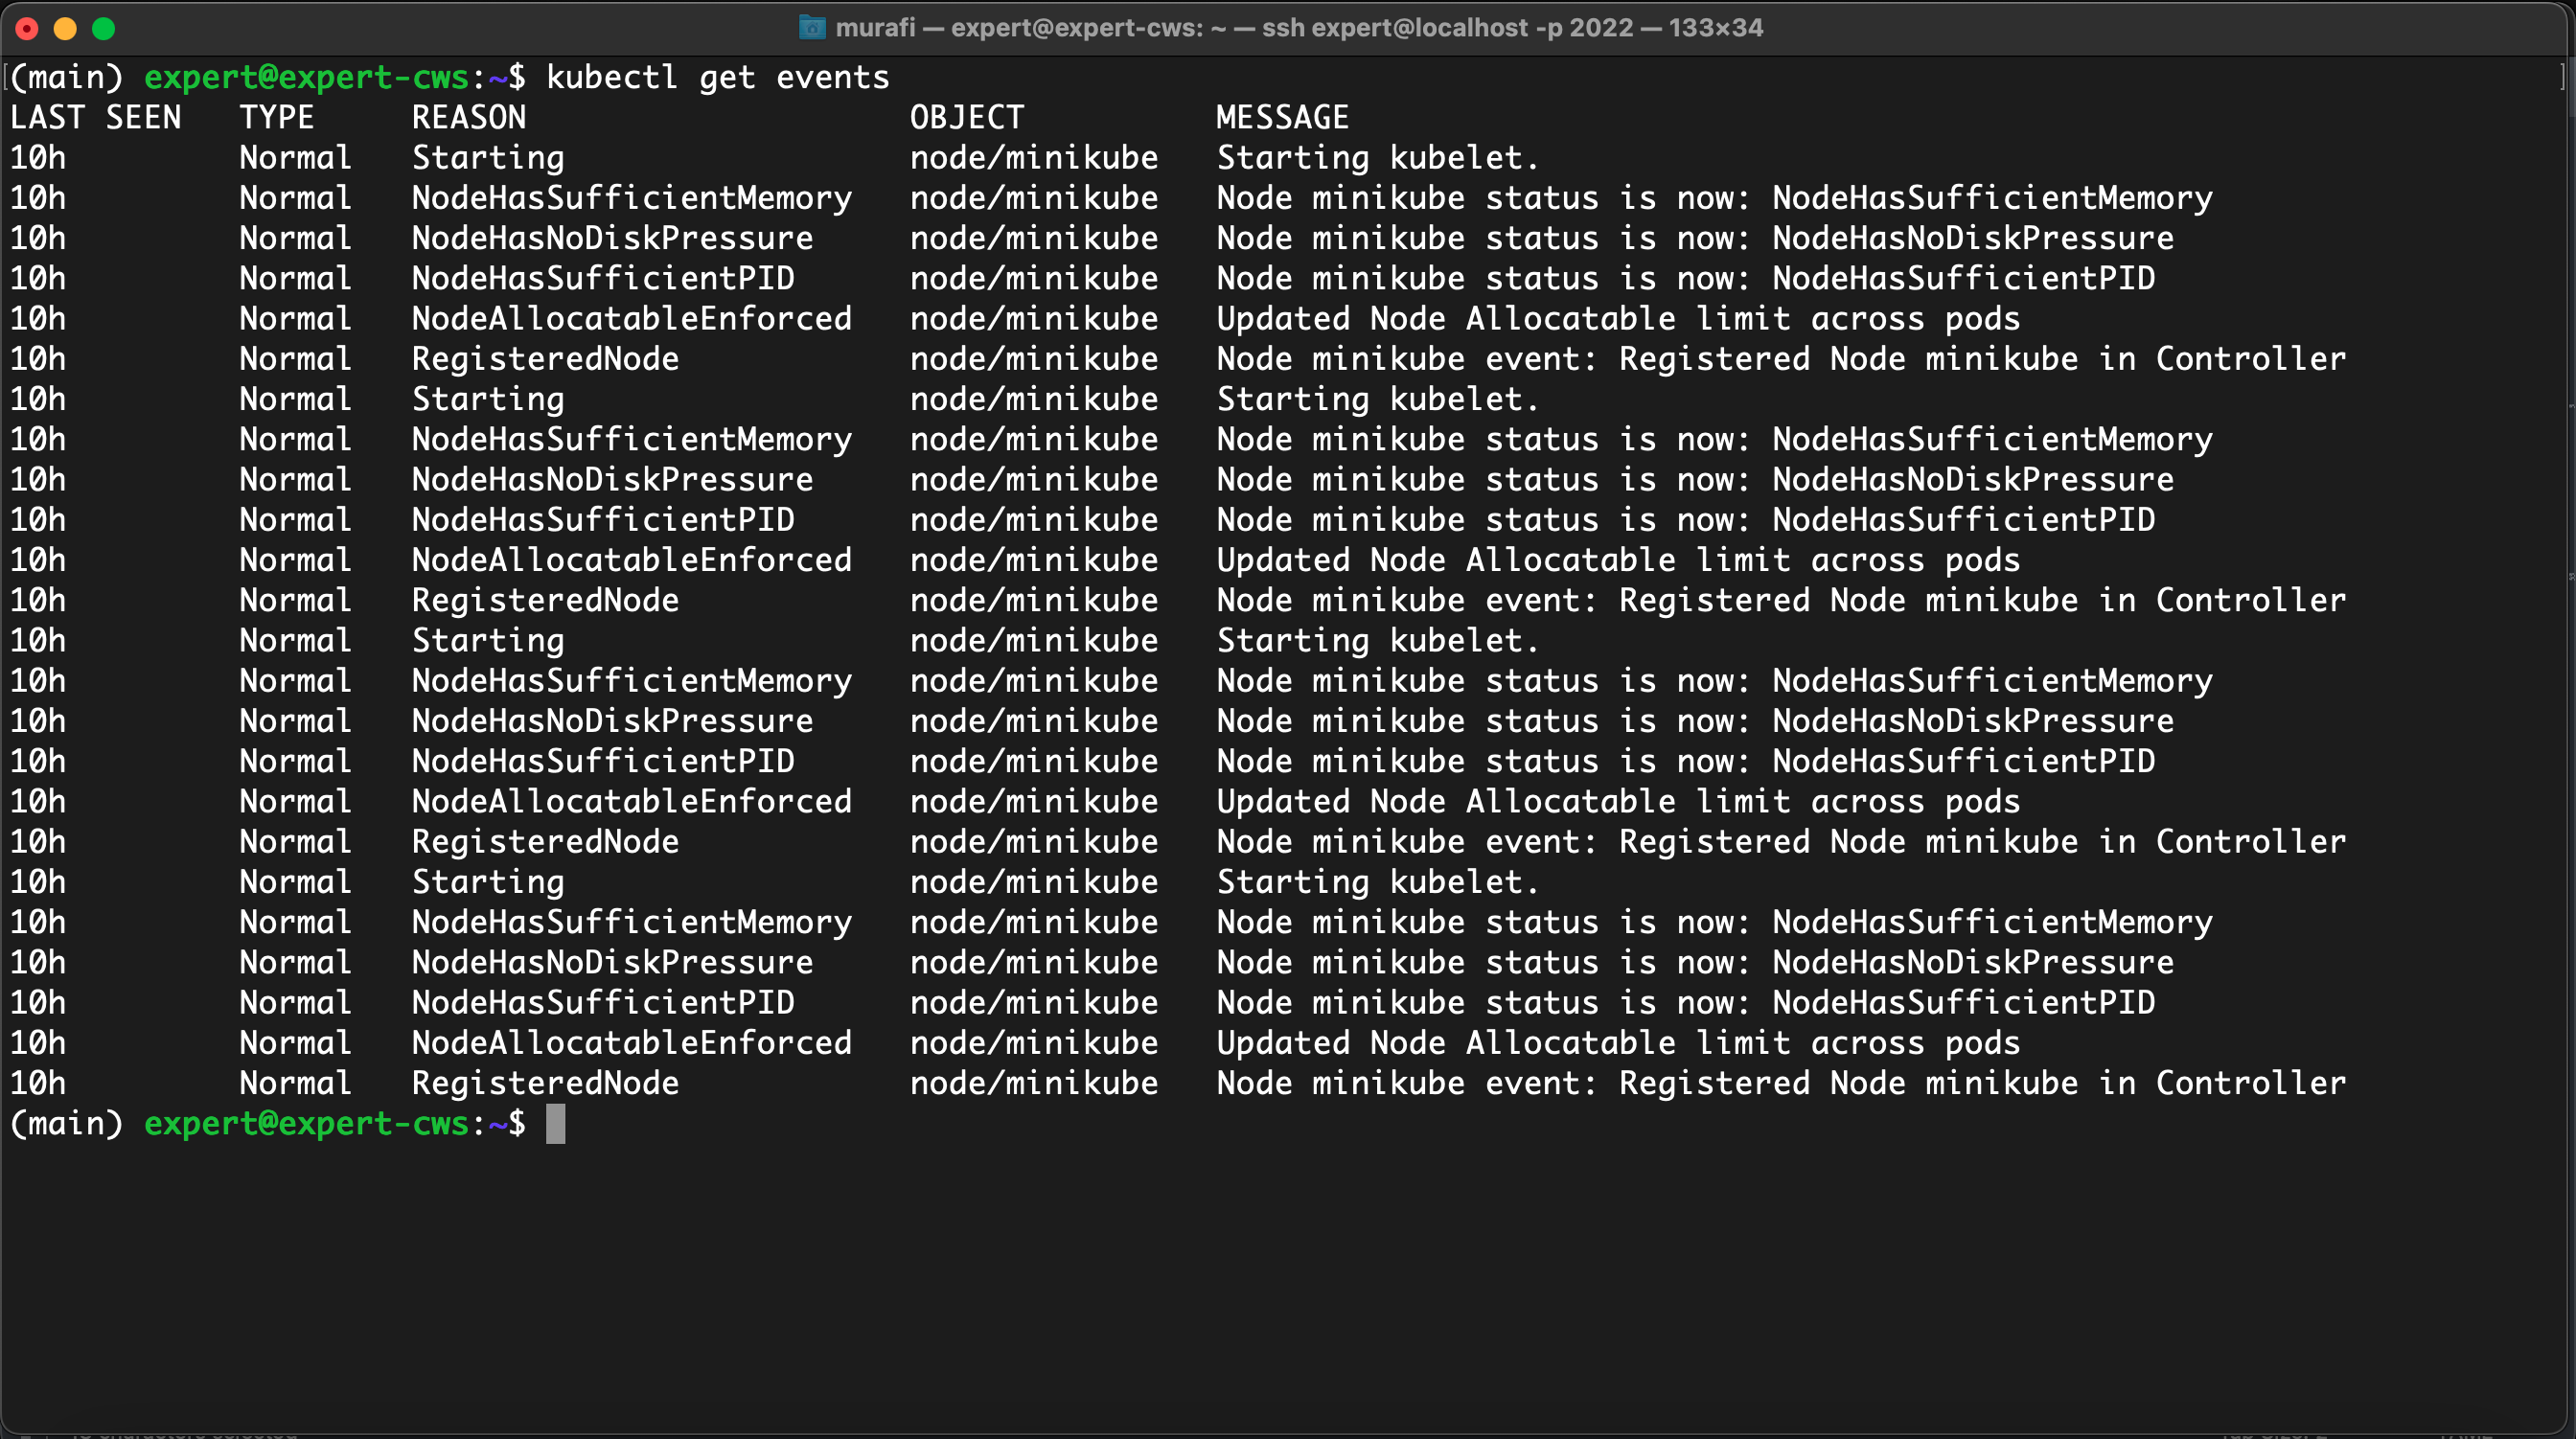 murafi — expert@expert-cws: ~ — ssh expert@localhost -p 2022 — 133×34
[(main) expert@expert-cws:~$ kubectl get events ]
LAST SEEN TYPE REASON OBJECT MESSAGE
10h Normal Starting node/minikube Starting kubelet.
10h Normal NodeHasSufficientMemory node/minikube Node minikube status is now: NodeHasSufficientMemory
10h Normal NodeHasNoDiskPressure node/minikube Node minikube status is now: NodeHasNoDiskPressure
10h Normal NodeHasSufficientPID node/minikube Node minikube status is now: NodeHasSufficientPID
10h Normal NodeAllocatableEnforced node/minikube Updated Node Allocatable limit across pods
10h Normal RegisteredNode node/minikube Node minikube event: Registered Node minikube in Controller
10h Normal Starting node/minikube Starting kubelet.
10h Normal NodeHasSufficientMemory node/minikube Node minikube status is now: NodeHasSufficientMemory
10h Normal NodeHasNoDiskPressure node/minikube Node minikube status is now: NodeHasNoDiskPressure
10h Normal NodeHasSufficientPID node/minikube Node minikube status is now: NodeHasSufficientPID
10h Normal NodeAllocatableEnforced node/minikube Updated Node Allocatable limit across pods
10h Normal RegisteredNode node/minikube Node minikube event: Registered Node minikube in Controller
10h Normal Starting node/minikube Starting kubelet.
10h Normal NodeHasSufficientMemory node/minikube Node minikube status is now: NodeHasSufficientMemory
10h Normal NodeHasNoDiskPressure node/minikube Node minikube status is now: NodeHasNoDiskPressure
10h Normal NodeHasSufficientPID node/minikube Node minikube status is now: NodeHasSufficientPID
10h Normal NodeAllocatableEnforced node/minikube Updated Node Allocatable limit across pods
10h Normal RegisteredNode node/minikube Node minikube event: Registered Node minikube in Controller
10h Normal Starting node/minikube Starting kubelet.
10h Normal NodeHasSufficientMemory node/minikube Node minikube status is now: NodeHasSufficientMemory
10h Normal NodeHasNoDiskPressure node/minikube Node minikube status is now: NodeHasNoDiskPressure
10h Normal NodeHasSufficientPID node/minikube Node minikube status is now: NodeHasSufficientPID
10h Normal NodeAllocatableEnforced node/minikube Updated Node Allocatable limit across pods
10h Normal RegisteredNode node/minikube Node minikube event: Registered Node minikube in Controller
(main) expert@expert-cws:~$